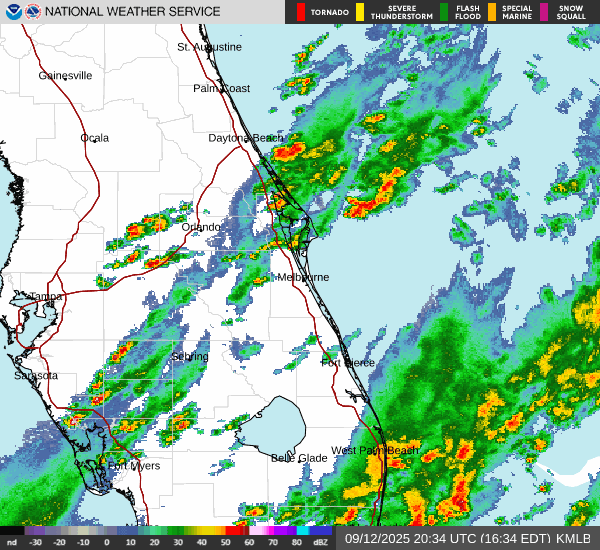 NATIONAL WEATHER SERVICE
TORNADO
SEVERE
THUNDERSTORM
FLASH
FLOOD
SPECIAL
MARINE
SNOW
SQUALL
St. Augustine
Gainesville
Palm Coast
Ocala
Daytona Beach
Orlando
Melbourne
Tampa
Sebring
Fort Pierce
Sarasota
West Palm Beach
Belle Glade
Fort Myers
nd -30 -20 -10 0 10 20 30 40 50 60 70 80 dBZ
09/12/2025 20:34 UTC (16:34 EDT) KMLB